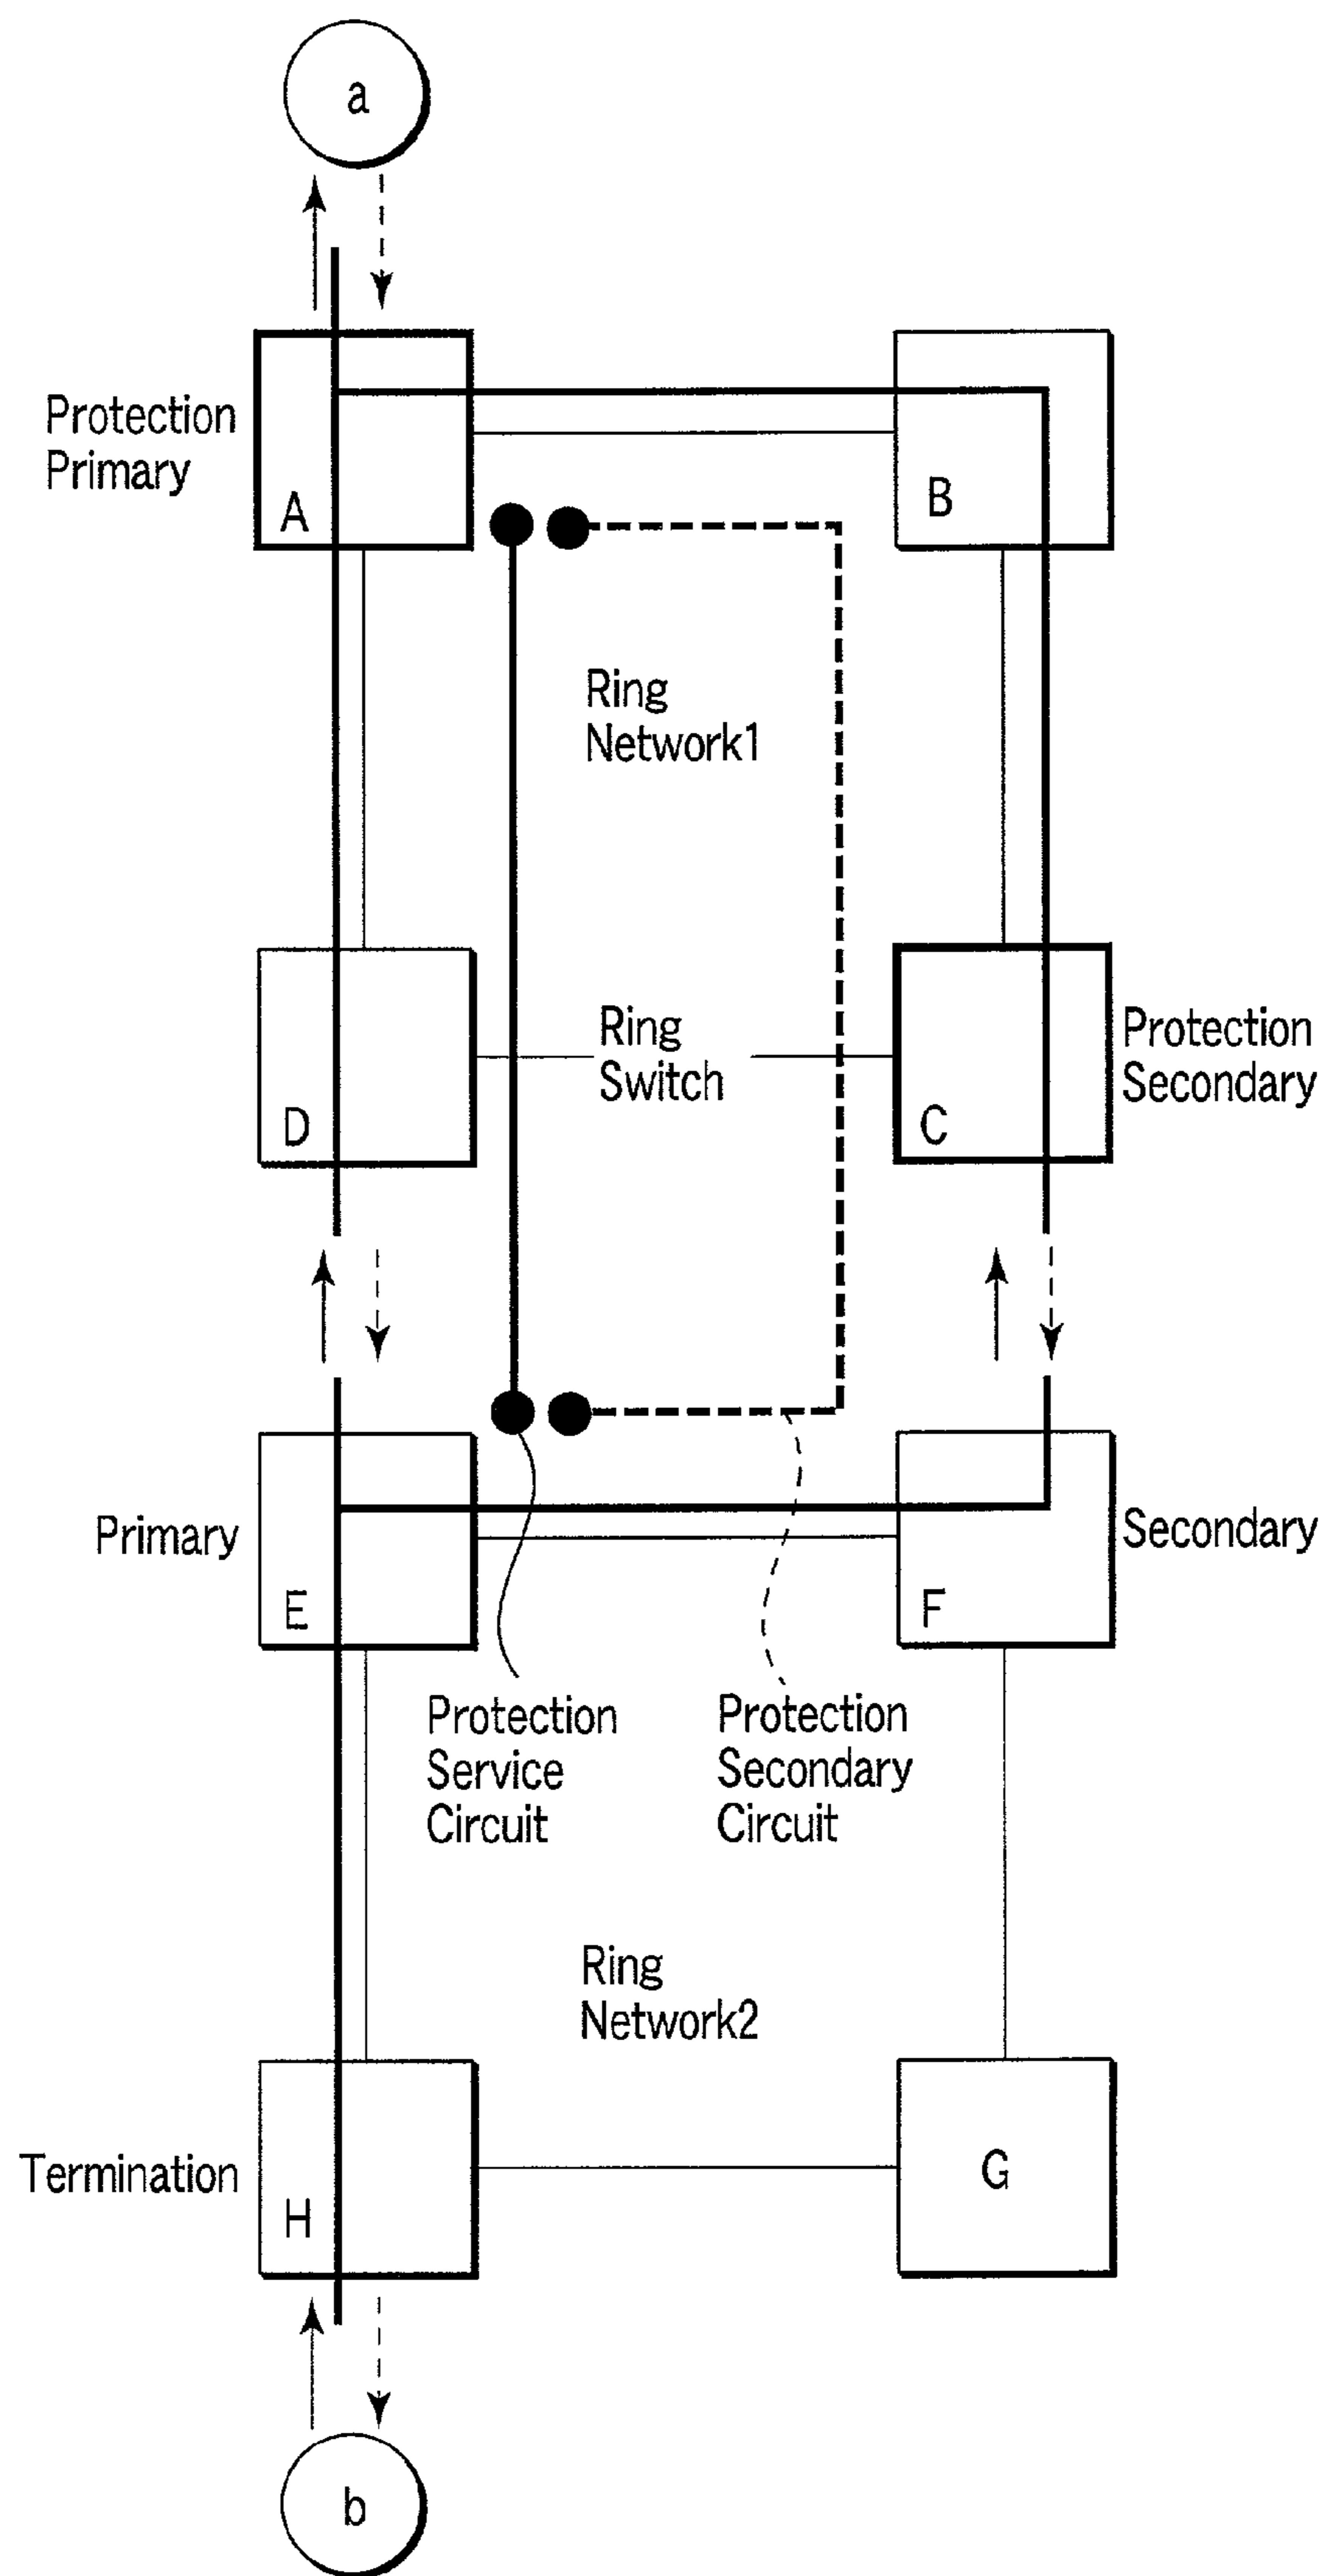 a
Protection
Primary
A
B
Ring
Network1
Ring
Switch
Protection
Secondary
D
C
Primary
E
F
Secondary
Protection
Service
Circuit
Protection
Secondary
Circuit
Ring
Network2
Termination
H
G
b